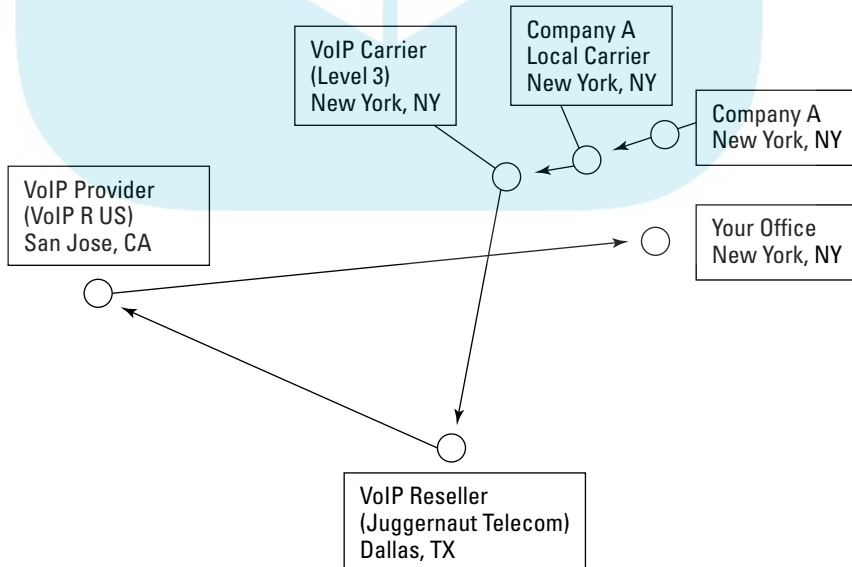 VoIP Carrier
(Level 3)
New York, NY
Company A
Local Carrier
New York, NY
Company A
New York, NY
VoIP Provider
(VoIP R US)
San Jose, CA
Your Office
New York, NY
VoIP Reseller
(Juggernaut Telecom)
Dallas, TX